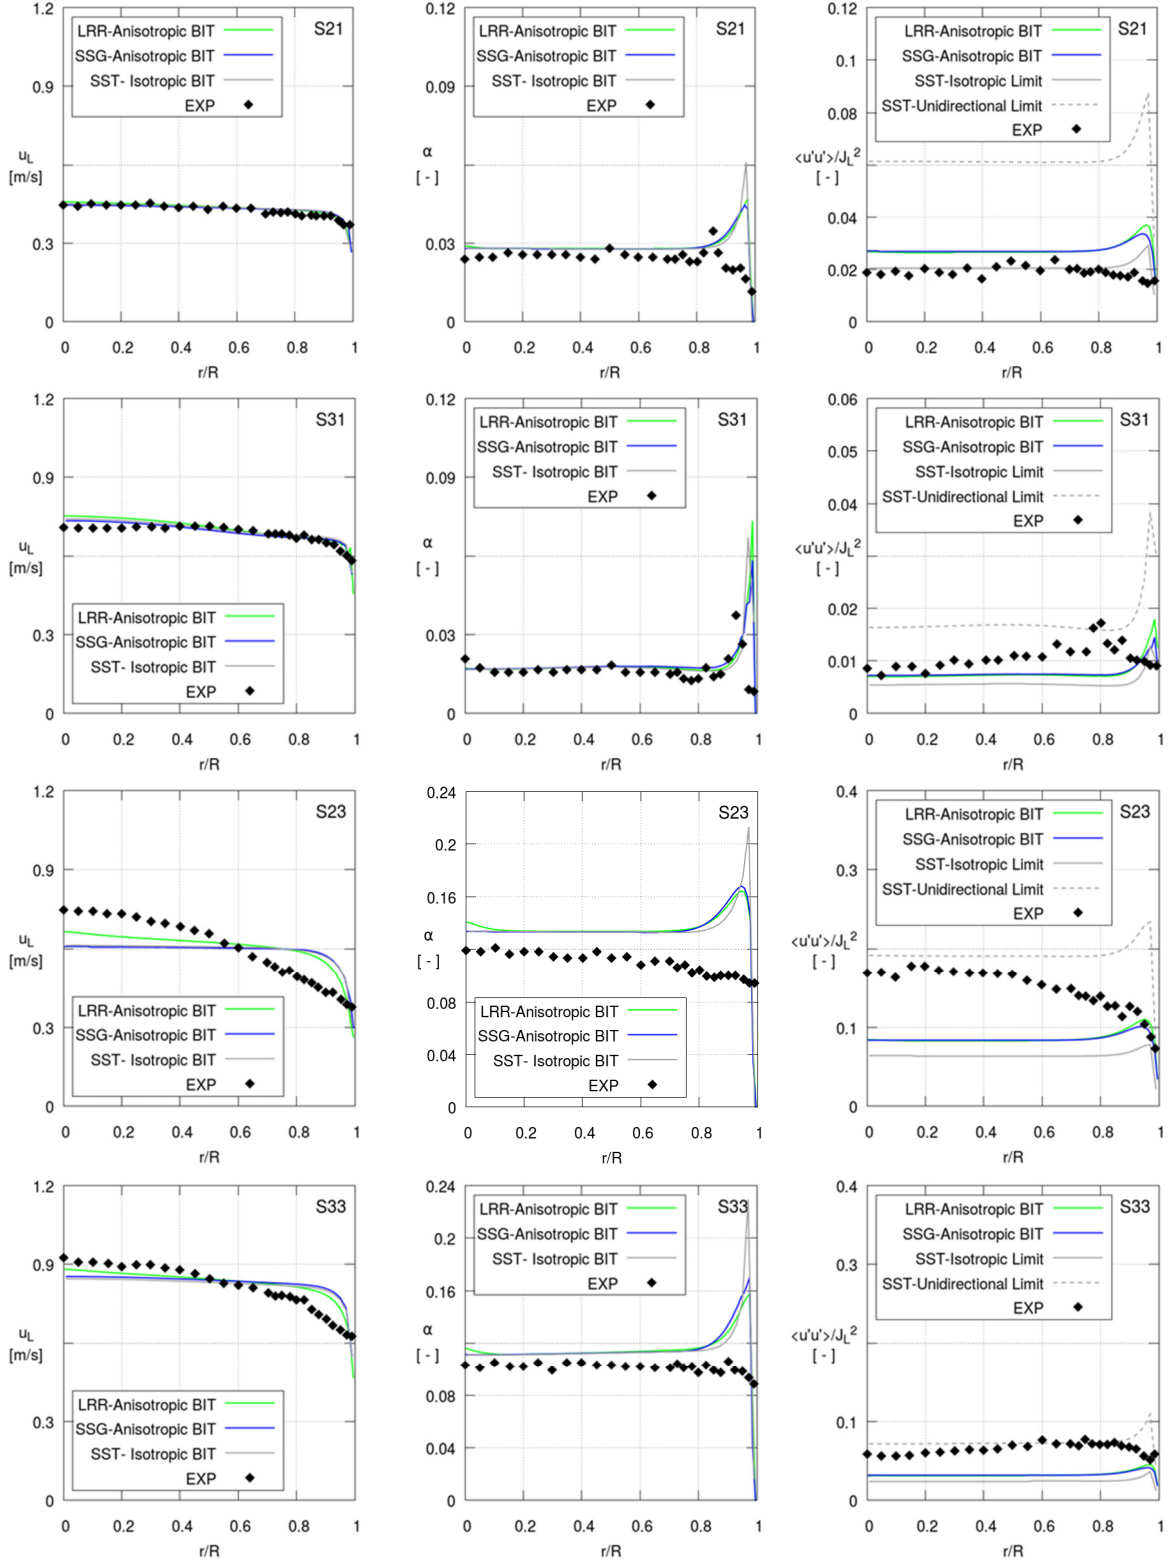 LRR-Anisotropic BIT
SSG-Anisotropic BIT
SST- Isotropic BIT
EXP
S21
1.2
0.9
uL
[m/s]
0.3
0
0 0.2 0.4 0.6 0.8 1
r/R
LRR-Anisotropic BIT
SSG-Anisotropic BIT
SST- Isotropic BIT
EXP
S21
0.12
0.09
α
[ - ]
0.03
0
0 0.2 0.4 0.6 0.8 1
r/R
LRR-Anisotropic BIT
SSG-Anisotropic BIT
SST-Isotropic Limit
SST-Unidirectional Limit
EXP
S21
0.12
0.1
0.08
<u'u'>/JL²
[ - ]
0.04
0.02
0
0 0.2 0.4 0.6 0.8 1
r/R
S31
1.2
0.9
uL
[m/s]
0.3
0
LRR-Anisotropic BIT
SSG-Anisotropic BIT
SST- Isotropic BIT
EXP
0 0.2 0.4 0.6 0.8 1
r/R
LRR-Anisotropic BIT
SSG-Anisotropic BIT
SST- Isotropic BIT
EXP
S31
0.12
0.09
α
[ - ]
0.03
0
0 0.2 0.4 0.6 0.8 1
r/R
LRR-Anisotropic BIT
SSG-Anisotropic BIT
SST-Isotropic Limit
SST-Unidirectional Limit
EXP
S31
0.06
0.05
0.04
<u'u'>/JL²
[ - ]
0.02
0.01
0
0 0.2 0.4 0.6 0.8 1
r/R
S23
1.2
0.9
uL
[m/s]
0.3
0
LRR-Anisotropic BIT
SSG-Anisotropic BIT
SST- Isotropic BIT
EXP
0 0.2 0.4 0.6 0.8 1
r/R
S23
0.24
0.2
0.16
α
[ - ]
0.08
0.04
0
LRR-Anisotropic BIT
SSG-Anisotropic BIT
SST- Isotropic BIT
EXP
0 0.2 0.4 0.6 0.8 1
r/R
LRR-Anisotropic BIT
SSG-Anisotropic BIT
SST-Isotropic Limit
SST-Unidirectional Limit
EXP
S23
0.4
0.3
<u'u'>/JL²
[ - ]
0.1
0
0 0.2 0.4 0.6 0.8 1
r/R
S33
1.2
0.9
uL
[m/s]
0.3
0
LRR-Anisotropic BIT
SSG-Anisotropic BIT
SST- Isotropic BIT
EXP
0 0.2 0.4 0.6 0.8 1
r/R
LRR-Anisotropic BIT
SSG-Anisotropic BIT
SST- Isotropic BIT
EXP
S33
0.24
0.2
0.16
α
[ - ]
0.08
0.04
0
0 0.2 0.4 0.6 0.8 1
r/R
LRR-Anisotropic BIT
SSG-Anisotropic BIT
SST-Isotropic Limit
SST-Unidirectional Limit
EXP
S33
0.4
0.3
<u'u'>/JL²
[ - ]
0.1
0
0 0.2 0.4 0.6 0.8 1
r/R